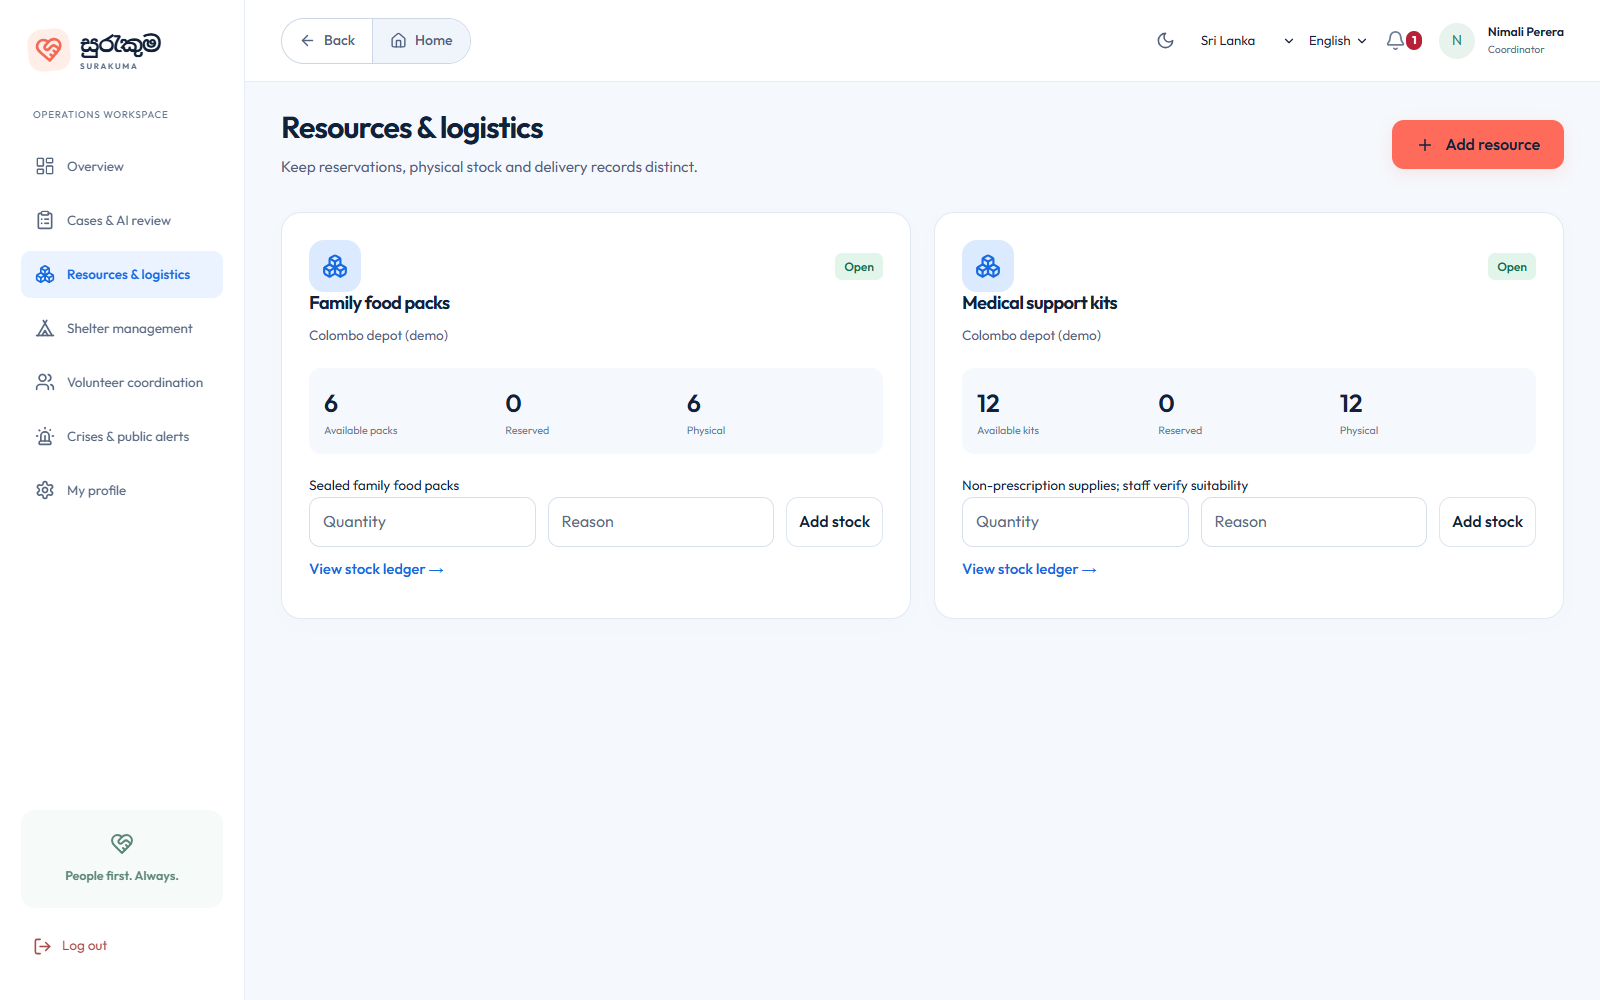 සුරැකුම
SURAKUMA
OPERATIONS WORKSPACE
Overview
Cases & AI review
Resources & logistics
Shelter management
Volunteer coordination
Crises & public alerts
My profile
People first. Always.
Log out
Back
Home
Sri Lanka
English
1
N
Nimali Perera
Coordinator
Resources & logistics
Keep reservations, physical stock and delivery records distinct.
+ Add resource
Open
Family food packs
Colombo depot (demo)
6
0
6
Available packs
Reserved
Physical
Sealed family food packs
Quantity
Reason
Add stock
View stock ledger →
Open
Medical support kits
Colombo depot (demo)
12
0
12
Available kits
Reserved
Physical
Non-prescription supplies; staff verify suitability
Quantity
Reason
Add stock
View stock ledger →